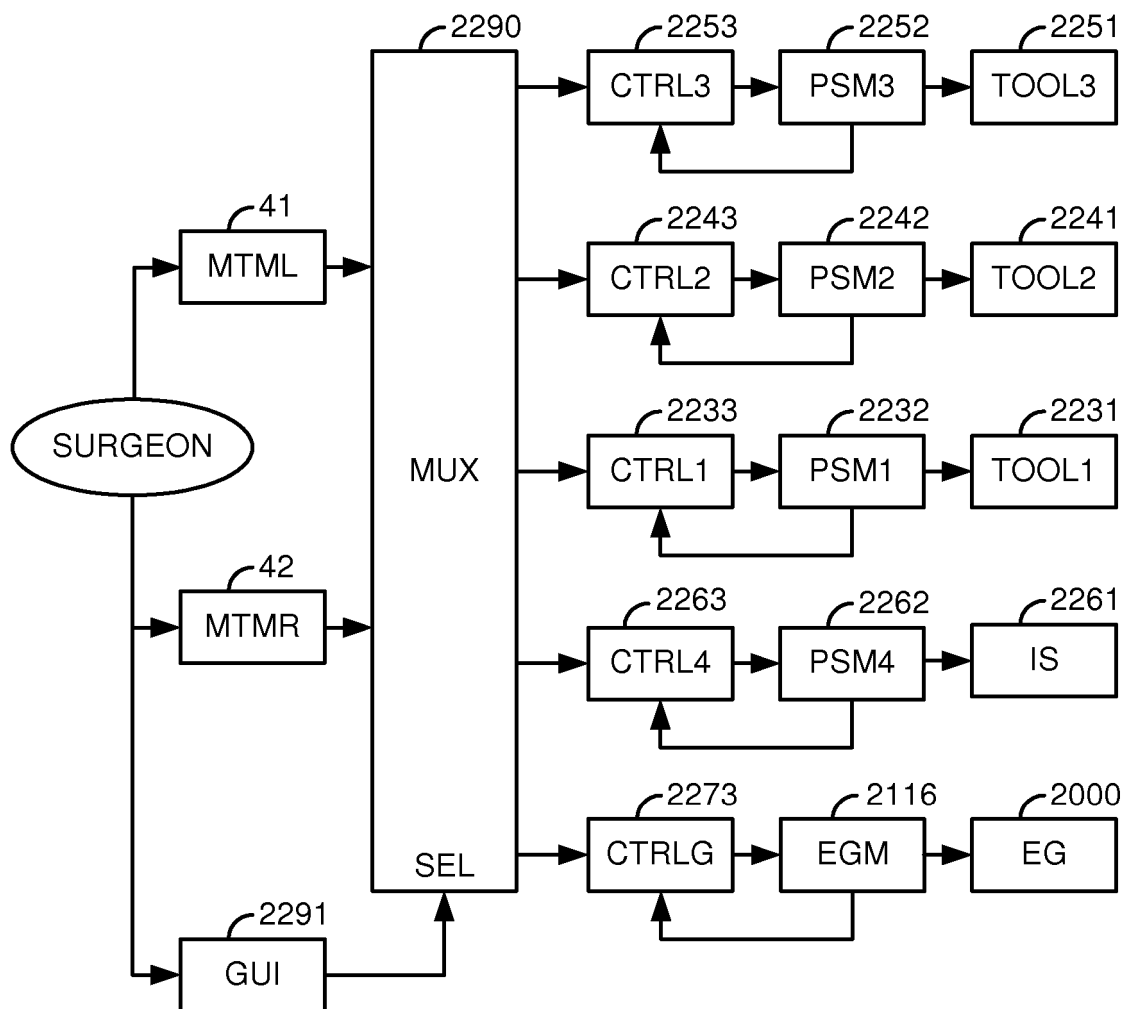 2290 2253 2252 2251
CTRL3 PSM3 TOOL3
41 2243 2242 2241
MTML CTRL2 PSM2 TOOL2
2233 2232 2231
SURGEON MUX CTRL1 PSM1 TOOL1
42 2263 2262 2261
MTMR CTRL4 PSM4 IS
2273 2116 2000
SEL CTRLG EGM EG
2291
GUI